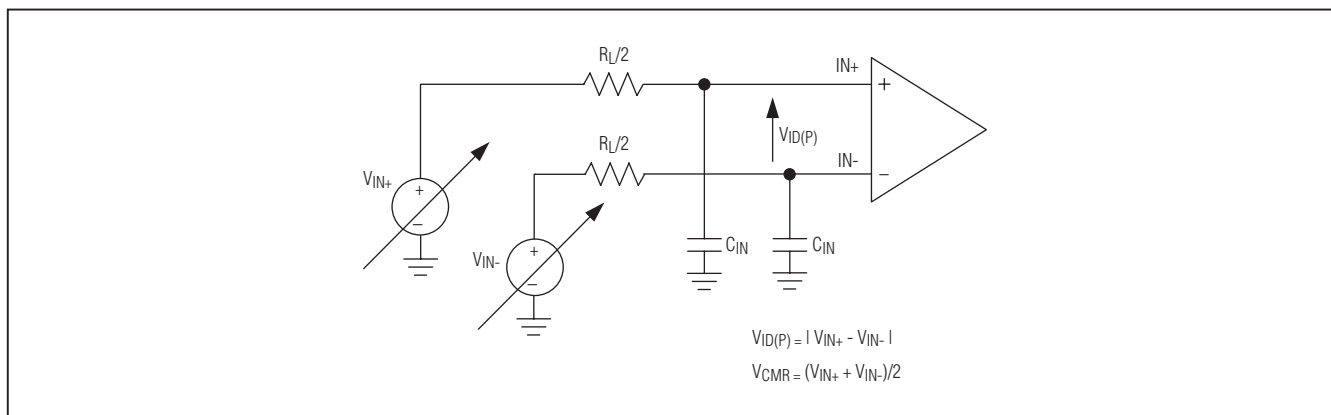 RL/2
IN+
+
VID(P)
RL/2
IN-
−
VIN+
+
−
VIN-
+
−
CIN
CIN
VID(P) = | VIN+ - VIN- |
VCMR = (VIN+ + VIN-)/2